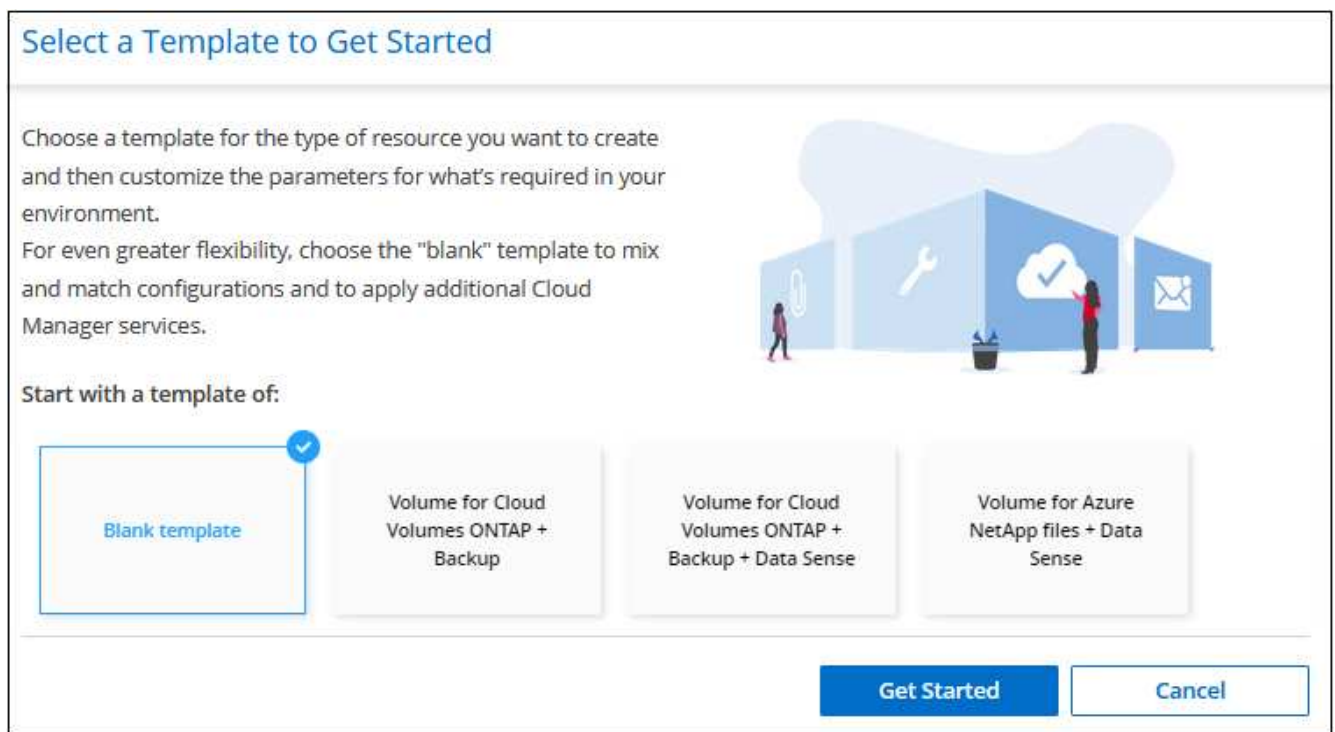 Select a Template to Get Started
Choose a template for the type of resource you want to create
and then customize the parameters for what's required in your
environment.
For even greater flexibility, choose the "blank" template to mix
and match configurations and to apply additional Cloud
Manager services.
Start with a template of:
Blank template
Volume for Cloud
Volumes ONTAP +
Backup
Volume for Cloud
Volumes ONTAP +
Backup + Data Sense
Volume for Azure
NetApp files + Data
Sense
Get Started
Cancel